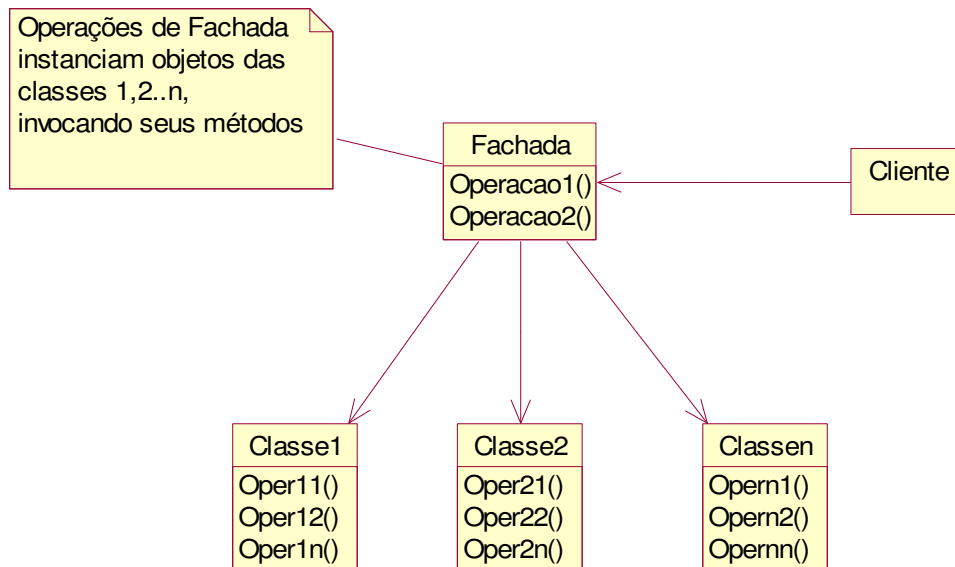 Operações de Fachada
instanciam objetos das
classes 1,2..n,
invocando seus métodos
Fachada
Operacao1()
Operacao2()
Cliente
Classe1
Oper11()
Oper12()
Oper1n()
Classe2
Oper21()
Oper22()
Oper2n()
Classen
Opern1()
Opern2()
Opernn()